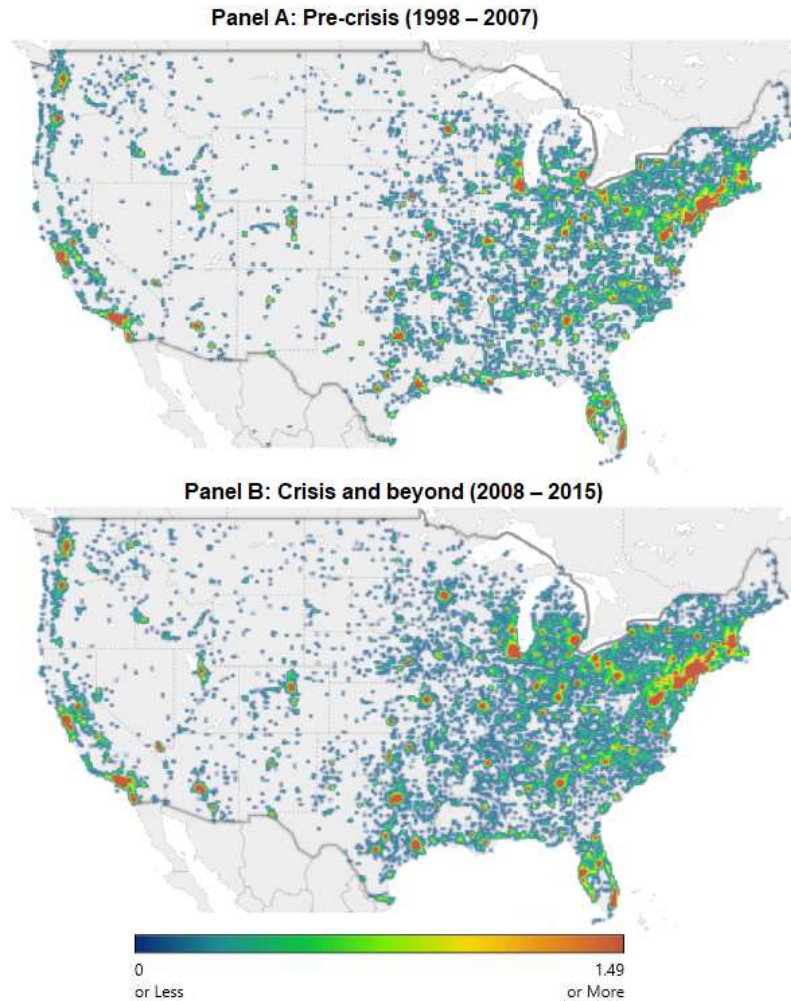 Panel A: Pre-crisis (1998 – 2007)
Panel B: Crisis and beyond (2008 – 2015)
0 1.49
or Less or More